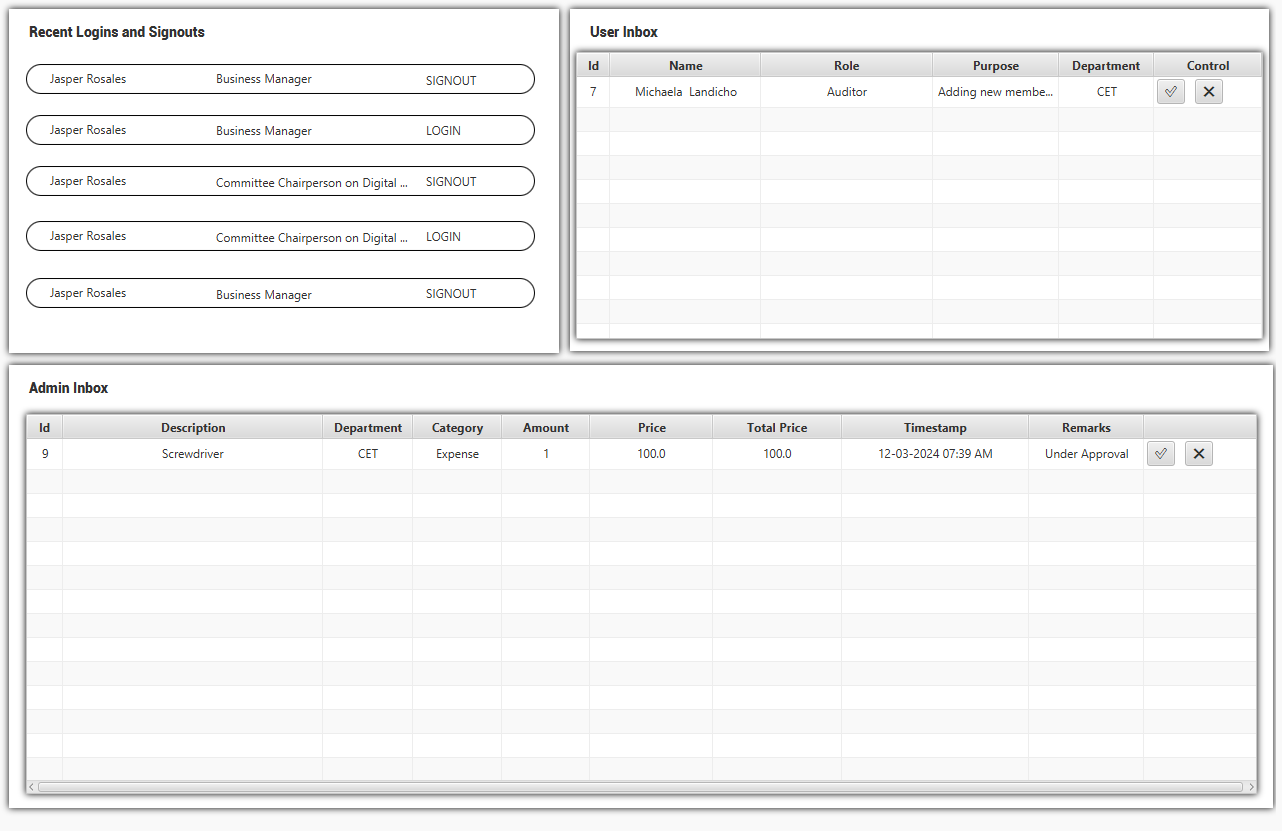 Recent Logins and Signouts
Jasper Rosales Business Manager SIGNOUT
Jasper Rosales Business Manager LOGIN
Jasper Rosales Committee Chairperson on Digital ... SIGNOUT
Jasper Rosales Committee Chairperson on Digital ... LOGIN
Jasper Rosales Business Manager SIGNOUT
User Inbox
Id Name Role Purpose Department Control
7 Michaela Landicho Auditor Adding new membe... CET
Admin Inbox
Id Description Department Category Amount Price Total Price Timestamp Remarks
9 Screwdriver CET Expense 1 100.0 100.0 12-03-2024 07:39 AM Under Approval